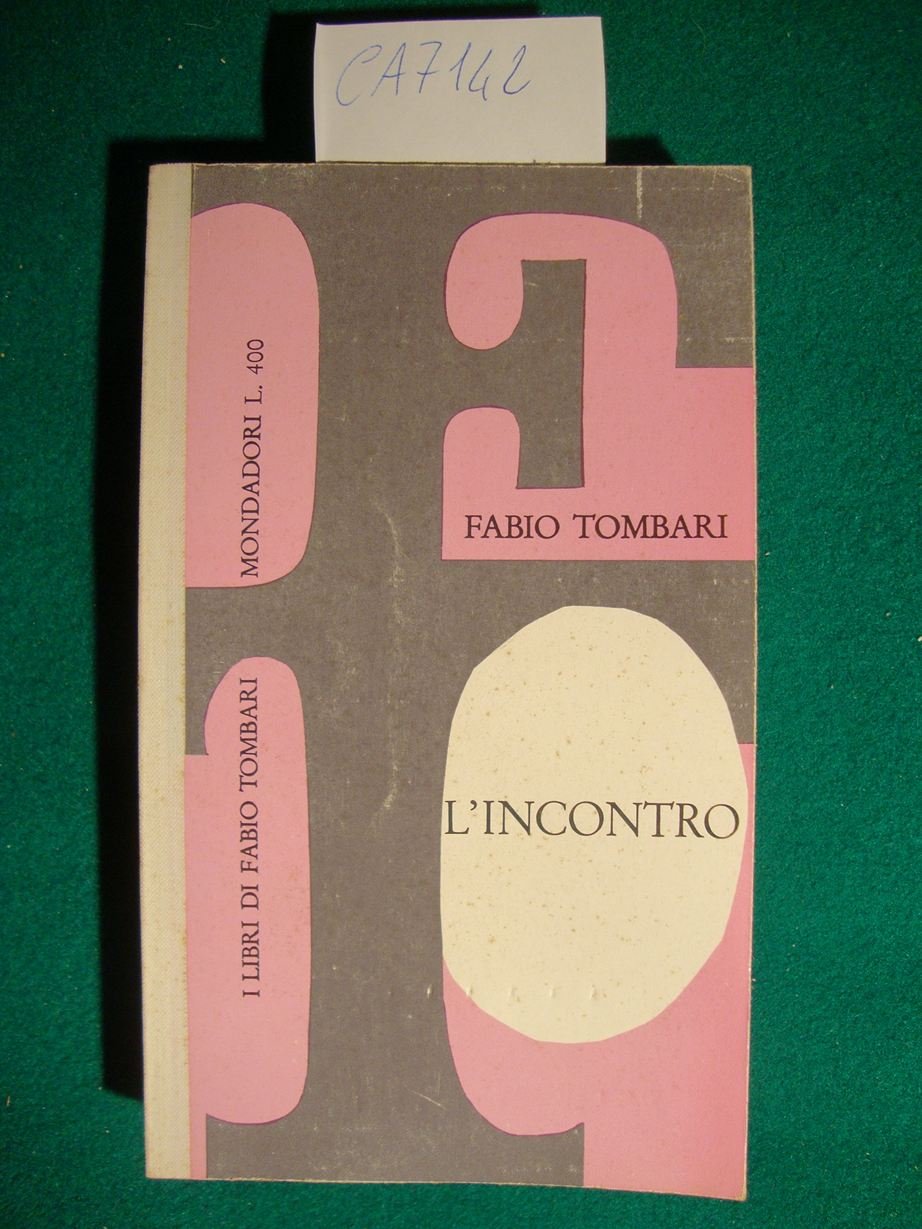 CA7142
MONDADORI L. 400
FABIO TOMBARI
I LIBRI DI FABIO TOMBARI
L'INCONTRO